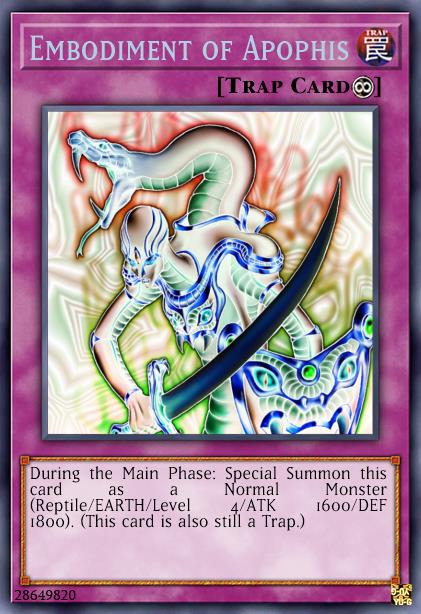 EMBODIMENT OF APOPHIS
TRAP
罠
[TRAP CARD]
During the Main Phase: Special Summon this
card as a Normal Monster
(Reptile/EARTH/Level 4/ATK 1600/DEF
1800). (This card is also still a Trap.)
28649820